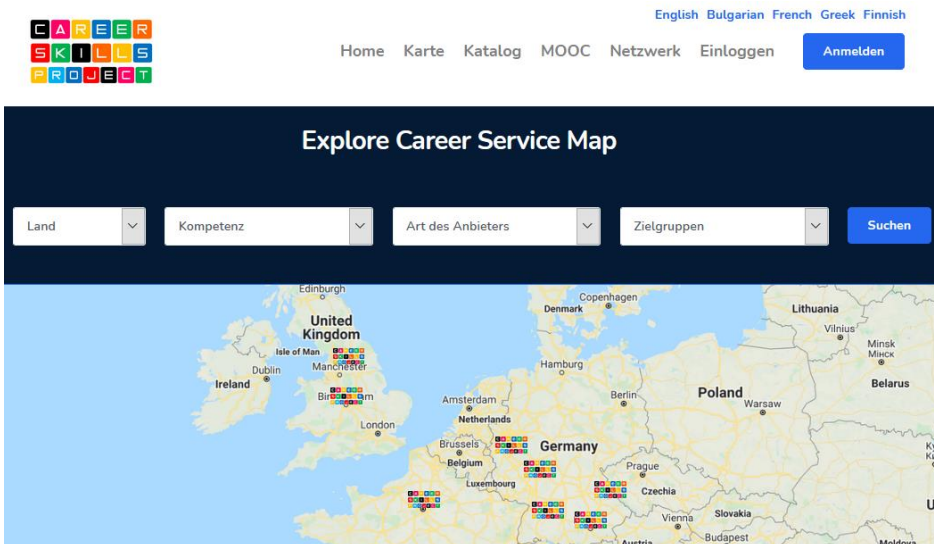 English Bulgarian French Greek Finnish
CAREER
SKILLS
PROJECT
Home Karte Katalog MOOC Netzwerk Einloggen Anmelden
Explore Career Service Map
Land Kompetenz Art des Anbieters Zielgruppen Suchen
Edinburgh
Copenhagen
Denmark
Lithuania
United
Kingdom
Vilnius
Minsk
Мінск
Isle of Man
Manchester
Dublin
Ireland
Hamburg
Belarus
Berlin
Poland
Warsaw
Amsterdam
Netherlands
London
Brussels
Belgium
Germany
Luxembourg
Prague
Czechia
Vienna
Slovakia
Austria
Budapest
Moldova